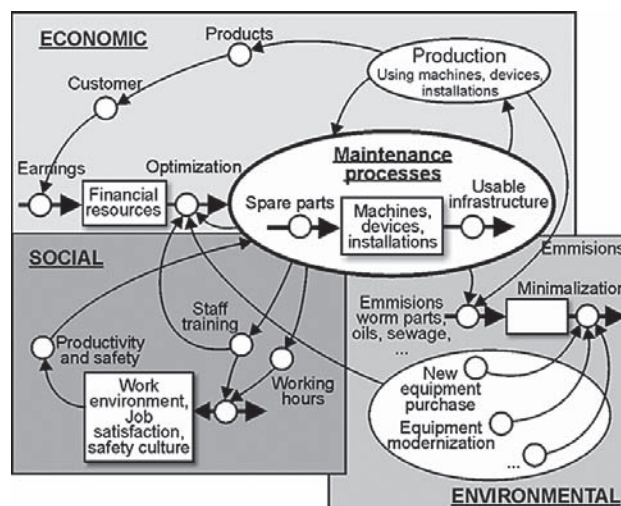 ECONOMIC
Products
Production
Using machines, devices,
installations
Customer
Earnings
Optimization
Financial
resources
Maintenance
processes
Spare parts
Usable
infrastructure
Machines,
devices,
installations
SOCIAL
Emmisions
Staff
training
Emmisions
worm parts,
oils, sewage,
...
Minimalization
Productivity
and safety
Working
hours
Work
environment,
Job
satisfaction,
safety culture
New
equipment
purchase
Equipment
modernization
...
ENVIRONMENTAL